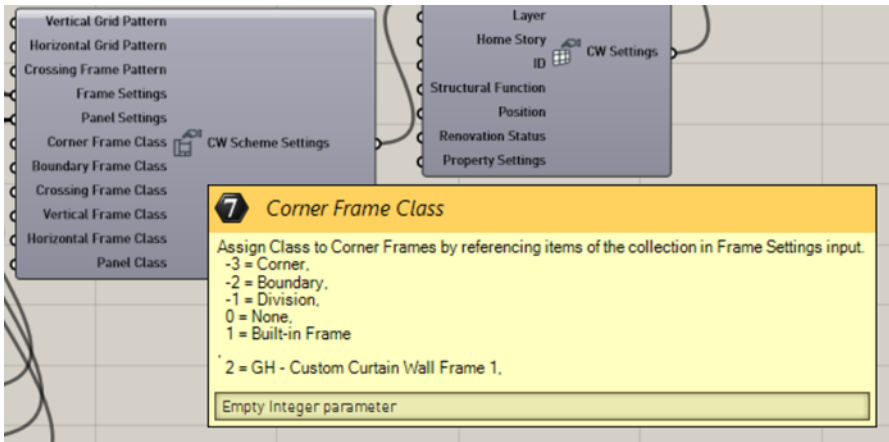 Vertical Grid Pattern
Horizontal Grid Pattern
Crossing Frame Pattern
Frame Settings
Panel Settings
Corner Frame Class
Boundary Frame Class
Crossing Frame Class
Vertical Frame Class
Horizontal Frame Class
Panel Class
CW Scheme Settings
Layer
Home Story
ID
Structural Function
Position
Renovation Status
Property Settings
CW Settings
7 Corner Frame Class
Assign Class to Corner Frames by referencing items of the collection in Frame Settings input.
-3 = Corner,
-2 = Boundary,
-1 = Division,
0 = None,
1 = Built-in Frame
2 = GH - Custom Curtain Wall Frame 1,
Empty Integer parameter